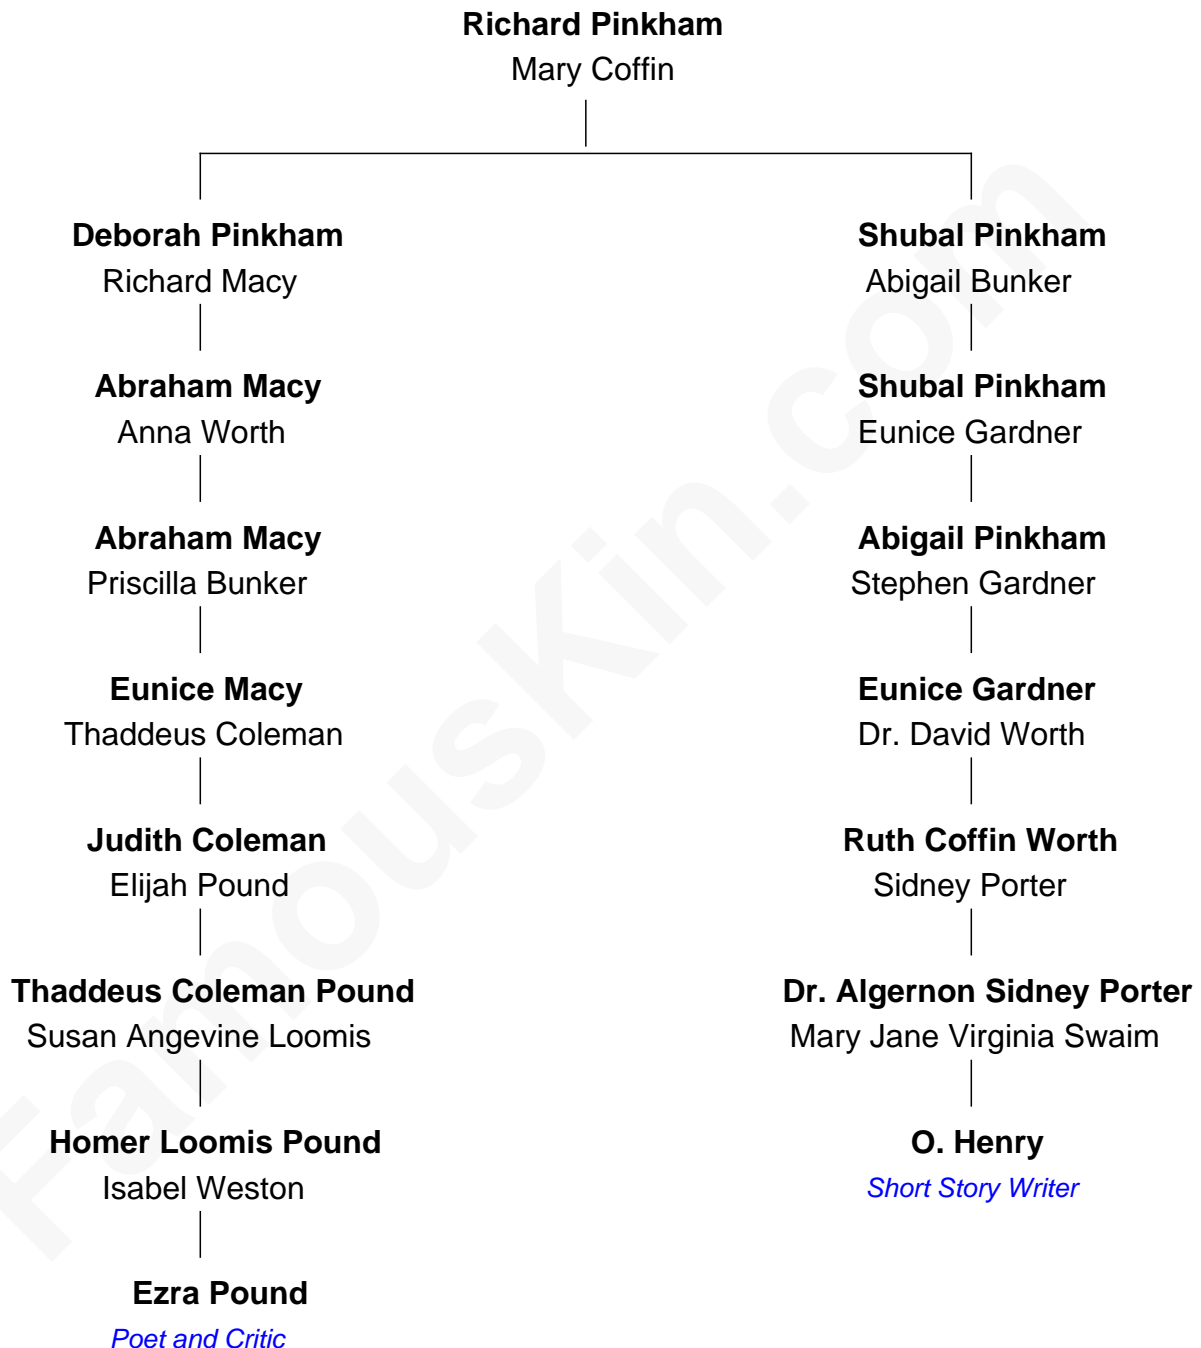 Richard Pinkham
Mary Coffin
Deborah Pinkham
Richard Macy
Shubal Pinkham
Abigail Bunker
Abraham Macy
Anna Worth
Shubal Pinkham
Eunice Gardner
Abraham Macy
Priscilla Bunker
Abigail Pinkham
Stephen Gardner
Eunice Macy
Thaddeus Coleman
Eunice Gardner
Dr. David Worth
Judith Coleman
Elijah Pound
Ruth Coffin Worth
Sidney Porter
Thaddeus Coleman Pound
Susan Angevine Loomis
Dr. Algernon Sidney Porter
Mary Jane Virginia Swaim
Homer Loomis Pound
Isabel Weston
O. Henry
Short Story Writer
Ezra Pound
Poet and Critic
FamousKin.com